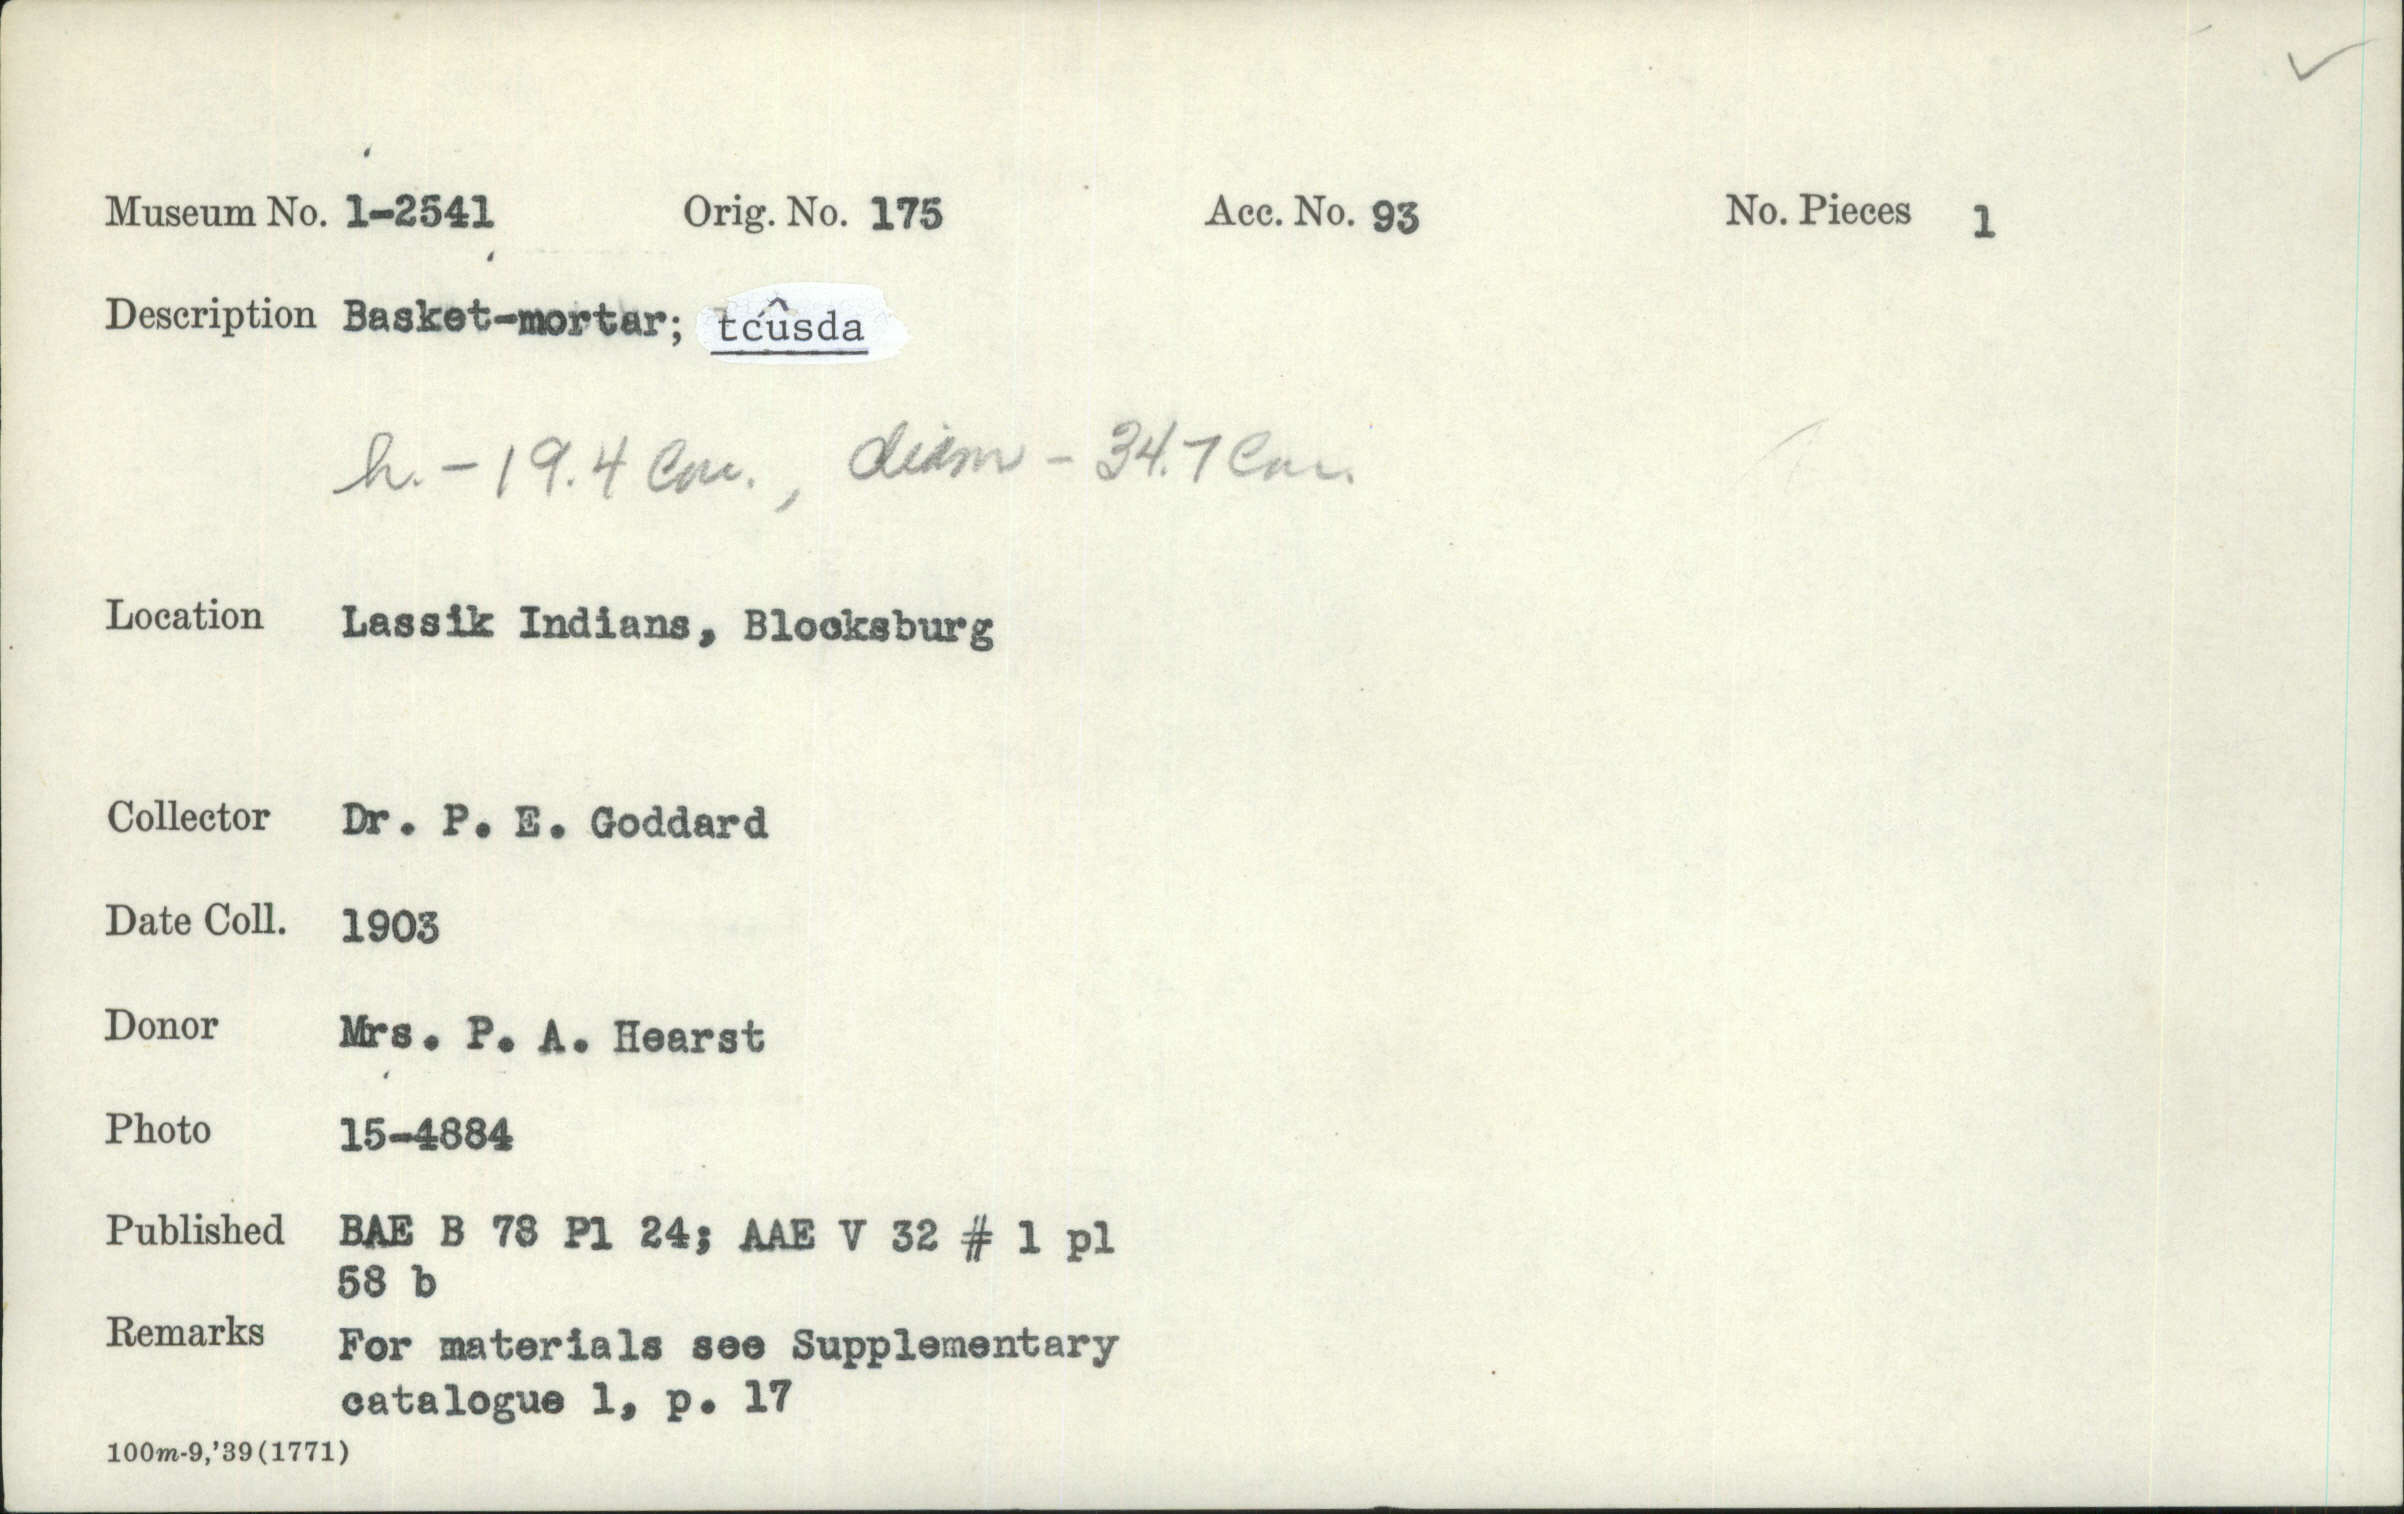 Museum No. 1-2541 Orig. No. 175 Acc. No. 93 No. Pieces 1
Description Basket-mortar; tcûsda
h. - 19.4 cm., diam - 34.7 cm.
Location Lassik Indians, Blocksburg
Collector Dr. P. E. Goddard
Date Coll. 1903
Donor Mrs. P. A. Hearst
Photo 15-4884
Published BAE B 78 Pl 24; AAE V 32 # 1 pl
58 b
Remarks For materials see Supplementary
catalogue 1, p. 17
100m-9,'39(1771)